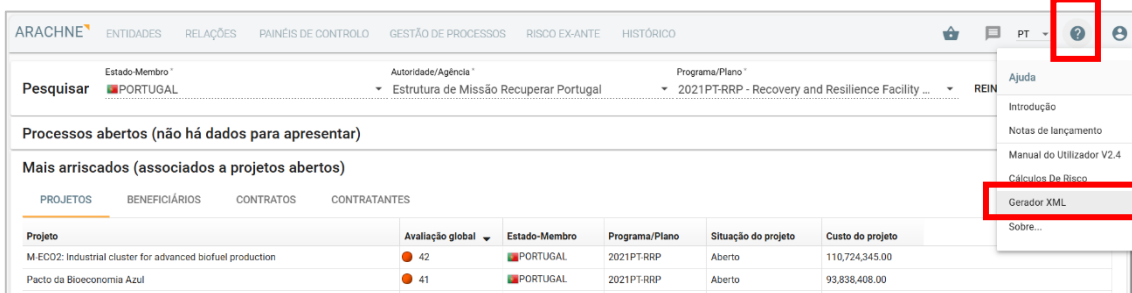 ARACHNE ENTIDADES RELAÇÕES PAINÉIS DE CONTROLO GESTÃO DE PROCESSOS RISCO EX-ANTE HISTÓRICO PT
Estado-Membro * Autoridade/Agência * Programa/Plano *
Pesquisar PORTUGAL Estrutura de Missão Recuperar Portugal 2021PT-RRP - Recovery and Resilience Facility ... REIN
Ajuda
Introdução
Notas de lançamento
Manual do Utilizador V2.4
Cálculos De Risco
Gerador XML
Sobre...
Processos abertos (não há dados para apresentar)
Mais arriscados (associados a projetos abertos)
PROJETOS BENEFICIÁRIOS CONTRATOS CONTRATANTES
Projeto Avaliação global Estado-Membro Programa/Plano Situação do projeto Custo do projeto
M-ECO2: Industrial cluster for advanced biofuel production 42 PORTUGAL 2021PT-RRP Aberto 110,724,345.00
Pacto da Bioeconomia Azul 41 PORTUGAL 2021PT-RRP Aberto 93,838,408.00